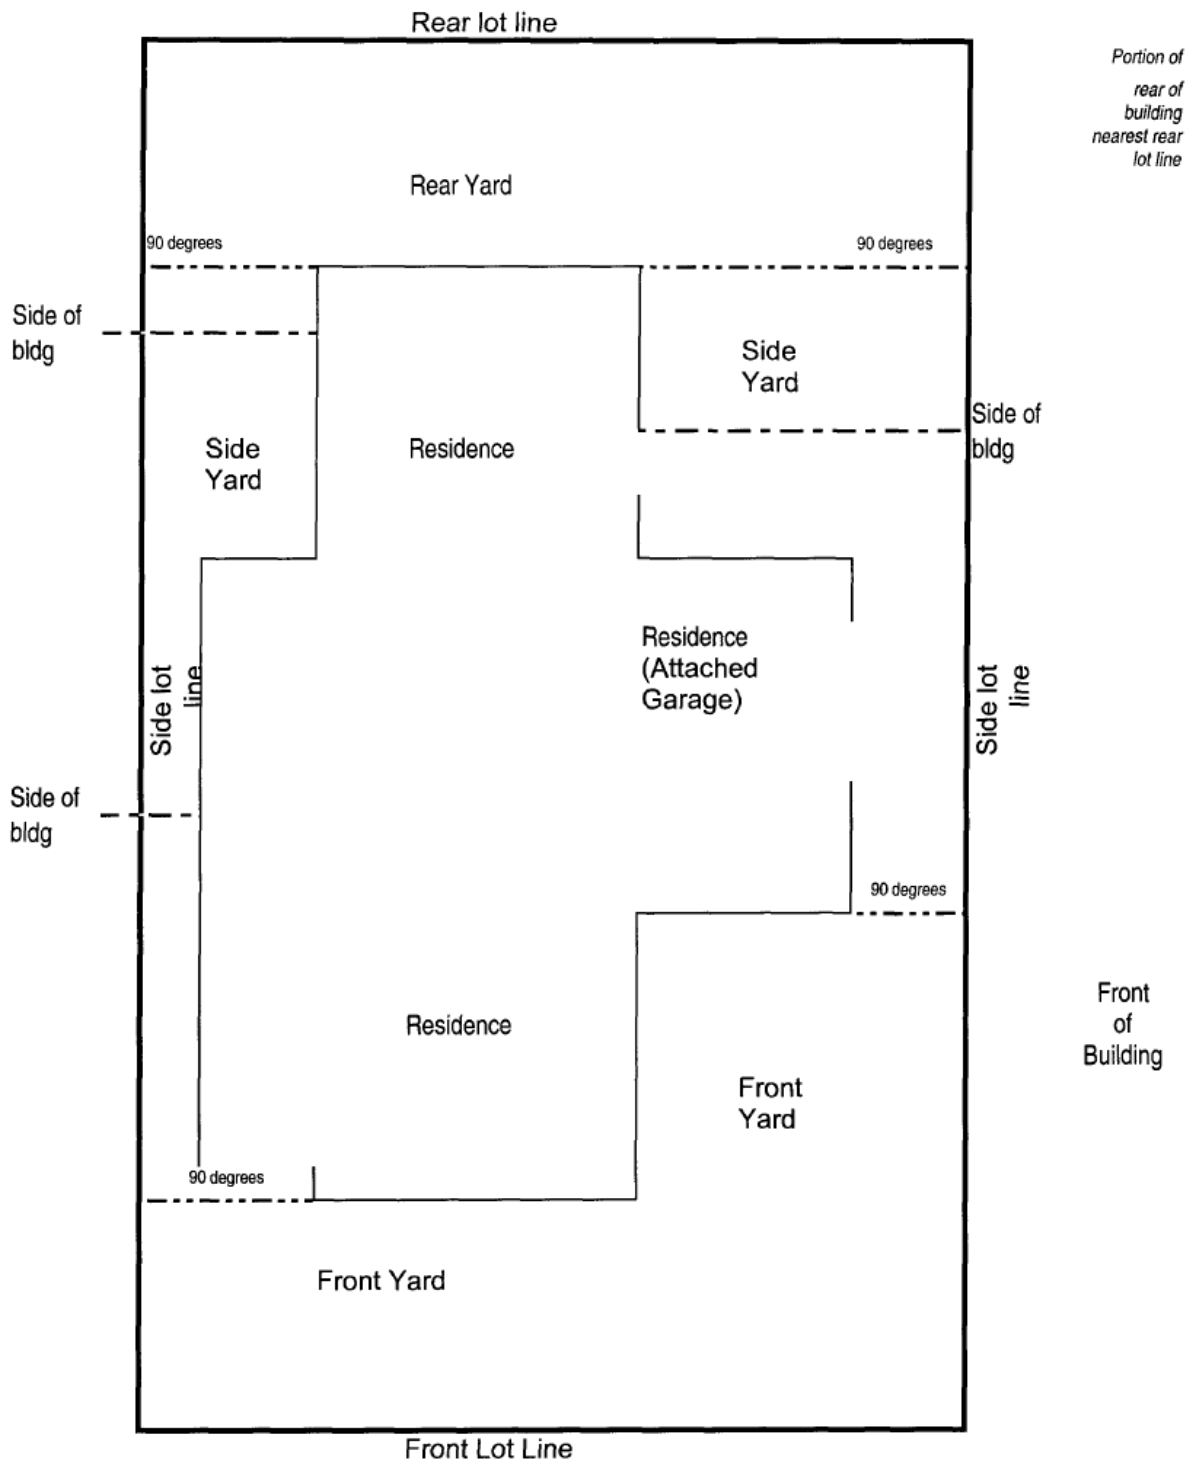 Rear lot line
Portion of
rear of
building
nearest rear
lot line
Rear Yard
90 degrees
90 degrees
Side of
bldg
Side
Yard
Side of
bldg
Side
Yard
Residence
Residence
(Attached
Garage)
Side lot
line
Side lot
line
Side of
bldg
90 degrees
Front
of
Building
Residence
Front
Yard
90 degrees
Front Yard
Front Lot Line